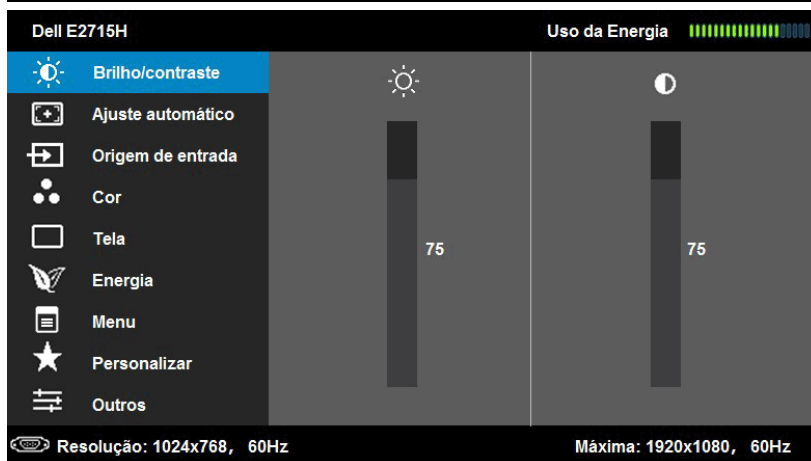 Dell E2715H Uso da Energia
Brilho/contraste
Ajuste automático
Origem de entrada
Cor
Tela
75 75
Energia
Menu
Personalizar
Outros
Resolução: 1024x768, 60Hz Máxima: 1920x1080, 60Hz